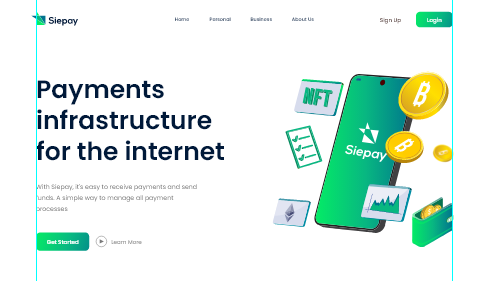 Siepay
Home Siepay Business About Us
Sign Up
Login
Payments
infrastructure
for the internet
With Siepay, it's easy to receive payments and send
funds. A simple way to manage all payment
processes
Get Started
Learn More
NFT
Siepay